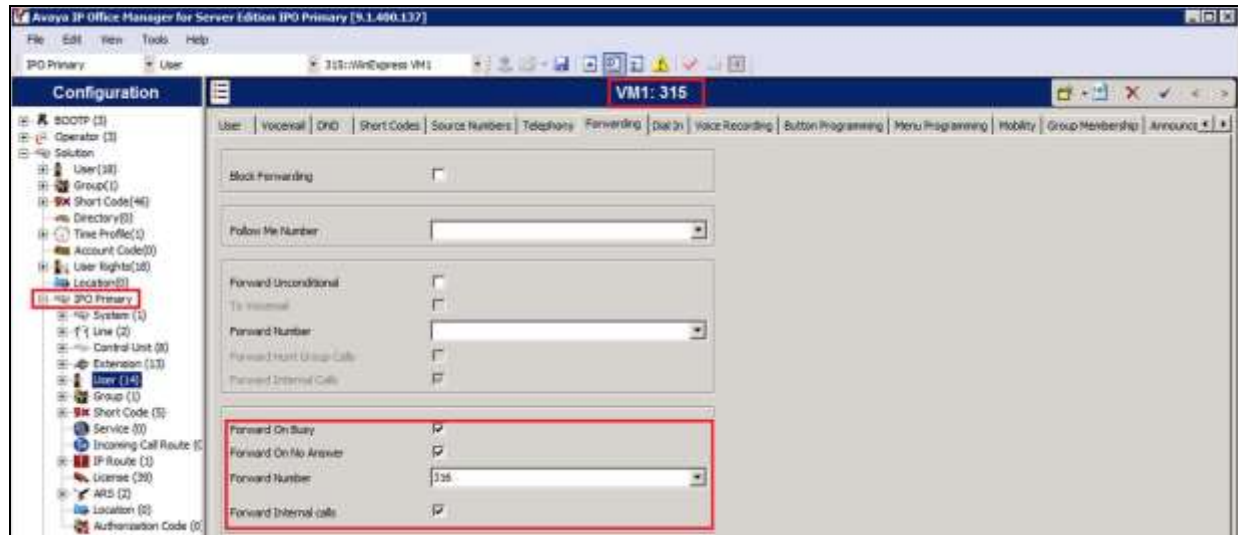 Avaya IP Office Manager for Server Edition IPO Primary [9.1.400.137]
File Edit View Tools Help
IPO Primary User 315::WinExpress VM1
Configuration VM1: 315
User Voicemail DND Short Codes Source Numbers Telephony Forwarding Dial In Voice Recording Button Programming Menu Programming Mobility Group Membership Announce
BOOTP (3)
Operator (3)
Solution
User(18)
Group(1)
Short Code(46)
Directory(0)
Time Profile(1)
Account Code(0)
User Rights(18)
Location(0)
IPO Primary
System (1)
Line (2)
Control Unit (8)
Extension (13)
User (14)
Group (1)
Short Code (5)
Service (0)
Incoming Call Route (0
IP Route (1)
License (39)
ARS (2)
Location (0)
Authorization Code (0
Block Forwarding
Follow Me Number
Forward Unconditional
To Voicemail
Forward Number
Forward Hunt Group Calls
Forward Internal Calls
Forward On Busy
Forward On No Answer
Forward Number 316
Forward Internal calls